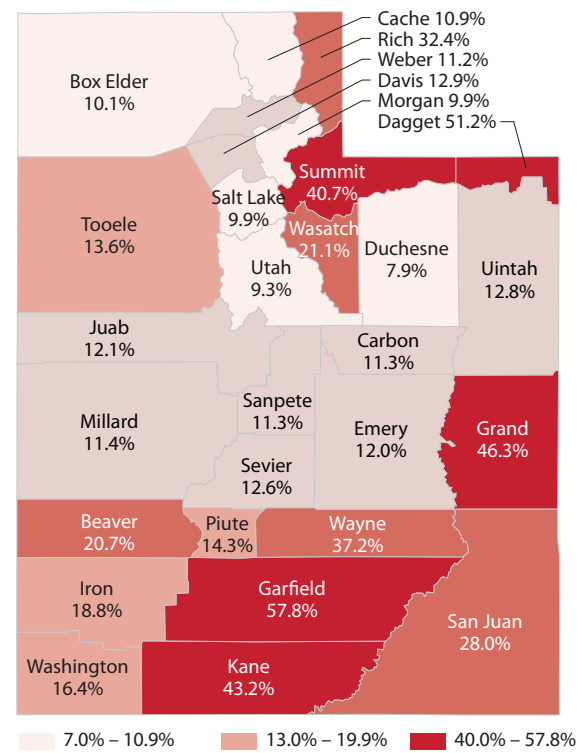 Cache 10.9%
Rich 32.4%
Weber 11.2%
Davis 12.9%
Morgan 9.9%
Dagget 51.2%
Box Elder
10.1%
Summit
40.7%
Salt Lake
9.9%
Wasatch
21.1%
Tooele
13.6%
Duchesne
7.9%
Utah
9.3%
Uintah
12.8%
Juab
12.1%
Carbon
11.3%
Sanpete
11.3%
Millard
11.4%
Emery
12.0%
Grand
46.3%
Sevier
12.6%
Beaver
20.7%
Piute
14.3%
Wayne
37.2%
Iron
18.8%
Garfield
57.8%
San Juan
28.0%
Washington
16.4%
Kane
43.2%
7.0% – 10.9%
13.0% – 19.9%
40.0% – 57.8%